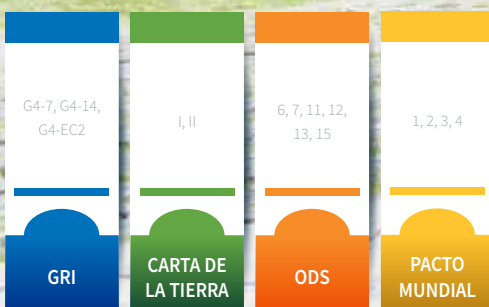 G4-7, G4-14,
G4-EC2
I, II
6, 7, 11, 12,
13, 15
1, 2, 3, 4
GRI
CARTA DE
LA TIERRA
ODS
PACTO
MUNDIAL